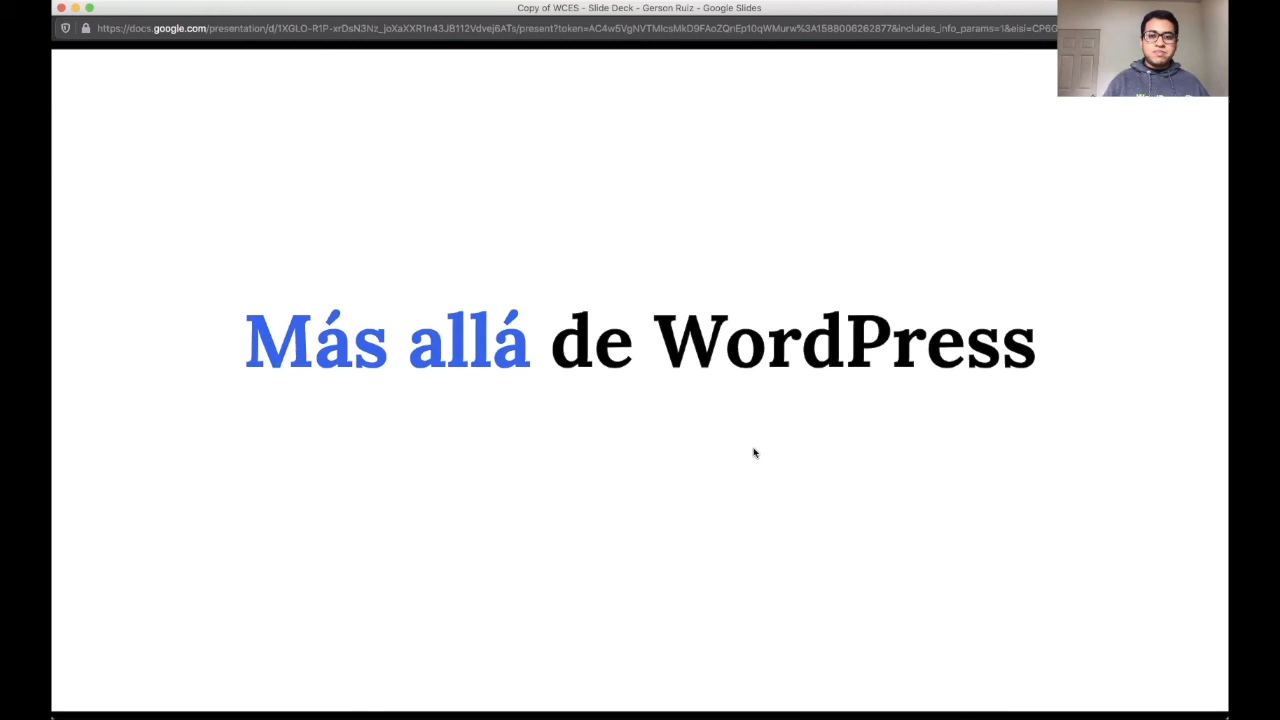 Copy of WCES - Slide Deck - Gerson Ruiz - Google Slides
Más allá de WordPress